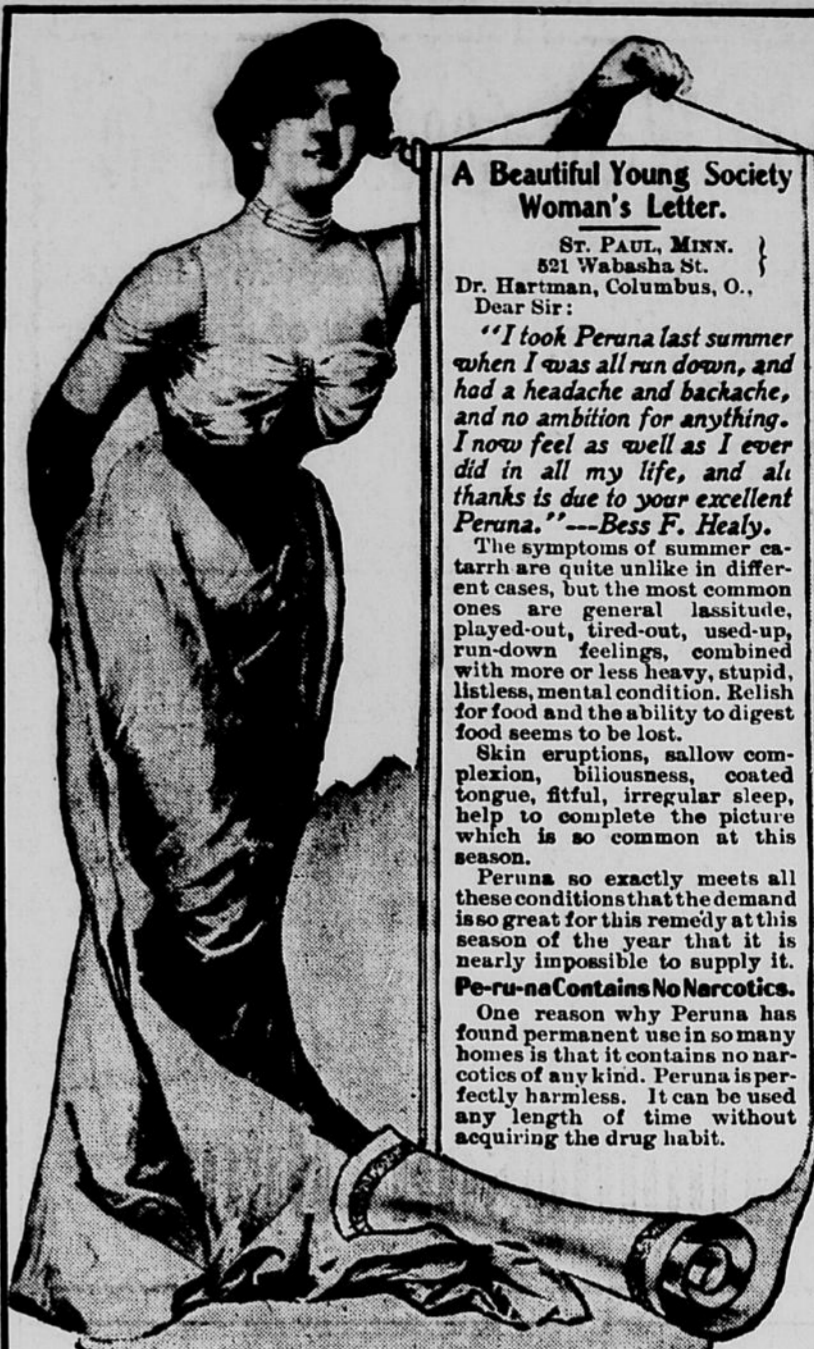 A Beautiful Young Society
Woman's Letter.
ST. PAUL, MINN.
521 Wabasha St.
Dr. Hartman, Columbus, O.,
Dear Sir:
"I took Peruna last summer
when I was all run down, and
had a headache and backache,
and no ambition for anything.
I now feel as well as I ever
did in all my life, and all
thanks is due to your excellent
Peruna."---Bess F. Healy.
The symptoms of summer ca-
tarrh are quite unlike in differ-
ent cases, but the most common
ones are general lassitude,
played-out, tired-out, used-up,
run-down feelings, combined
with more or less heavy, stupid,
listless, mental condition. Relish
for food and the ability to digest
food seems to be lost.
Skin eruptions, sallow com-
plexion, biliousness, coated
tongue, fitful, irregular sleep,
help to complete the picture
which is so common at this
season.
Peruna so exactly meets all
these conditions that the demand
is so great for this remedy at this
season of the year that it is
nearly impossible to supply it.
Pe-ru-na Contains No Narcotics.
One reason why Peruna has
found permanent use in so many
homes is that it contains no nar-
cotics of any kind. Peruna is per-
fectly harmless. It can be used
any length of time without
acquiring the drug habit.